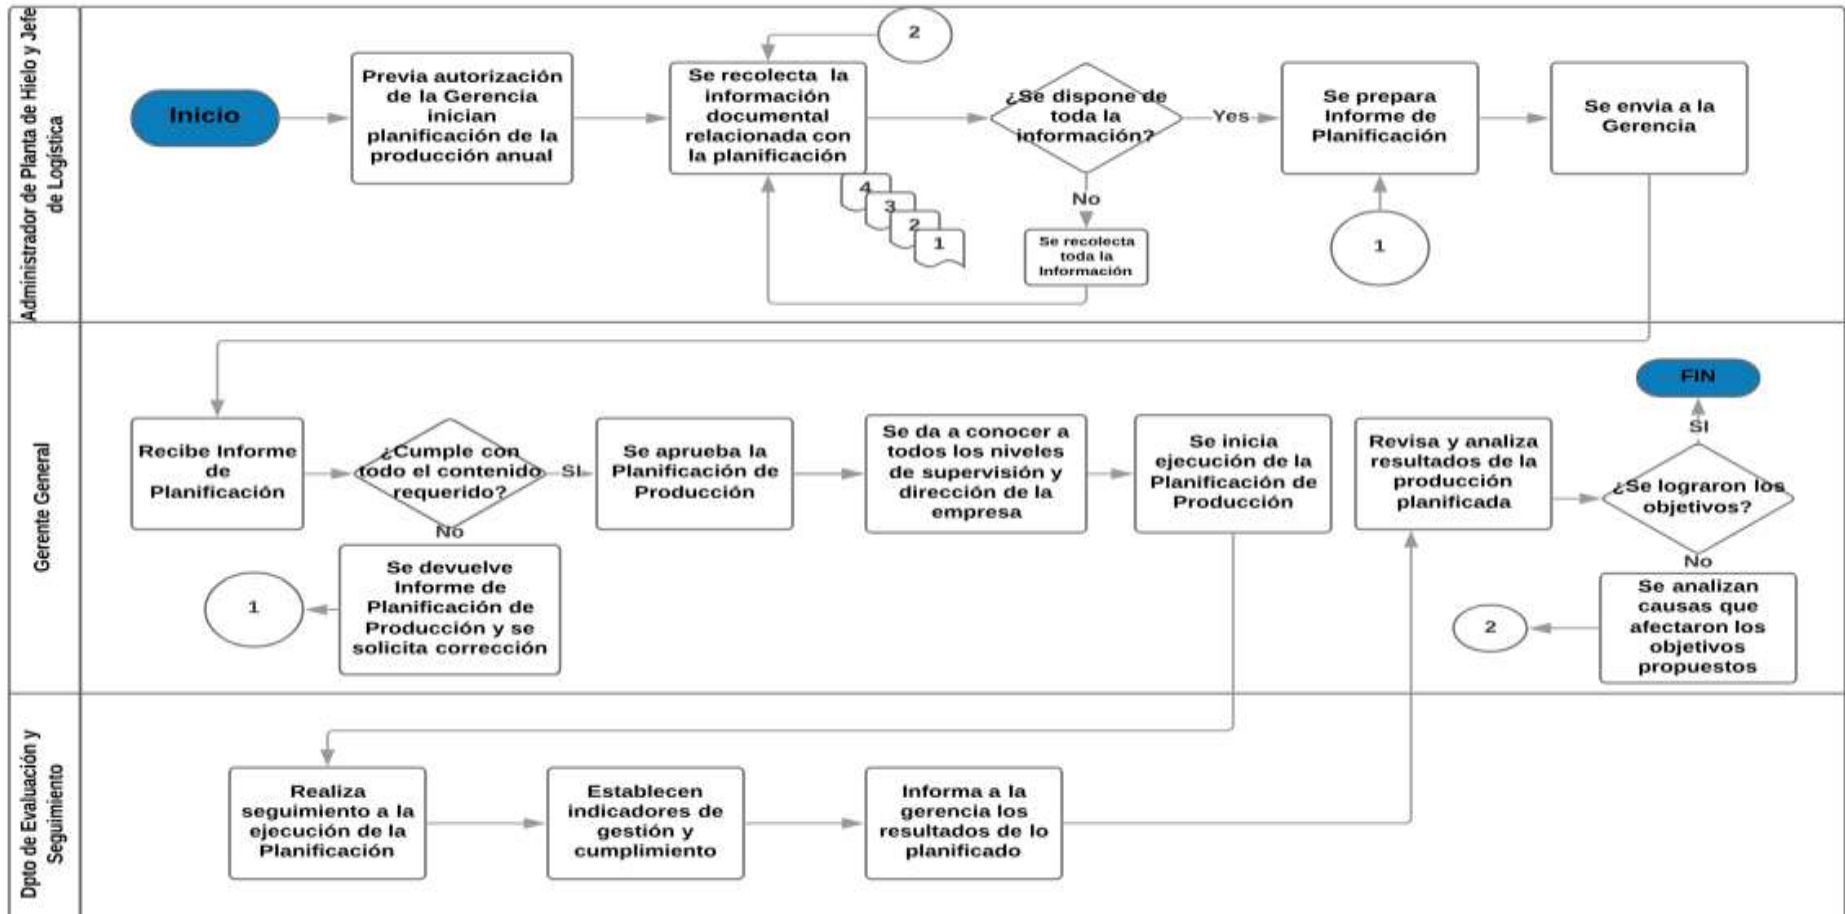 Administrador de Planta de Hielo y Jefe
de Logística
Inicio
Previa autorización
de la Gerencia
inician
planificación de la
producción anual
2
Se recolecta la
información
documental
relacionada con
la planificación
4
3
2
1
¿Se dispone de
toda la
información?
Yes
No
Se recolecta
toda la
Información
Se prepara
Informe de
Planificación
1
Se envia a la
Gerencia
Gerente General
Recibe Informe
de
Planificación
¿Cumple con
todo el contenido
requerido?
SI
No
Se devuelve
Informe de
Planificación de
Producción y se
solicita corrección
1
Se aprueba la
Planificación de
Producción
Se da a conocer a
todos los niveles
de supervisión y
dirección de la
empresa
Se inicia
ejecución de la
Planificación de
Producción
Revisa y analiza
resultados de la
producción
planificada
FIN
SI
¿Se lograron los
objetivos?
No
Se analizan
causas que
afectaron los
objetivos
propuestos
2
Dpto de Evaluación y
Seguimiento
Realiza
seguimiento a la
ejecución de la
Planificación
Establecen
indicadores de
gestión y
cumplimiento
Informa a la
gerencia los
resultados de lo
planificado